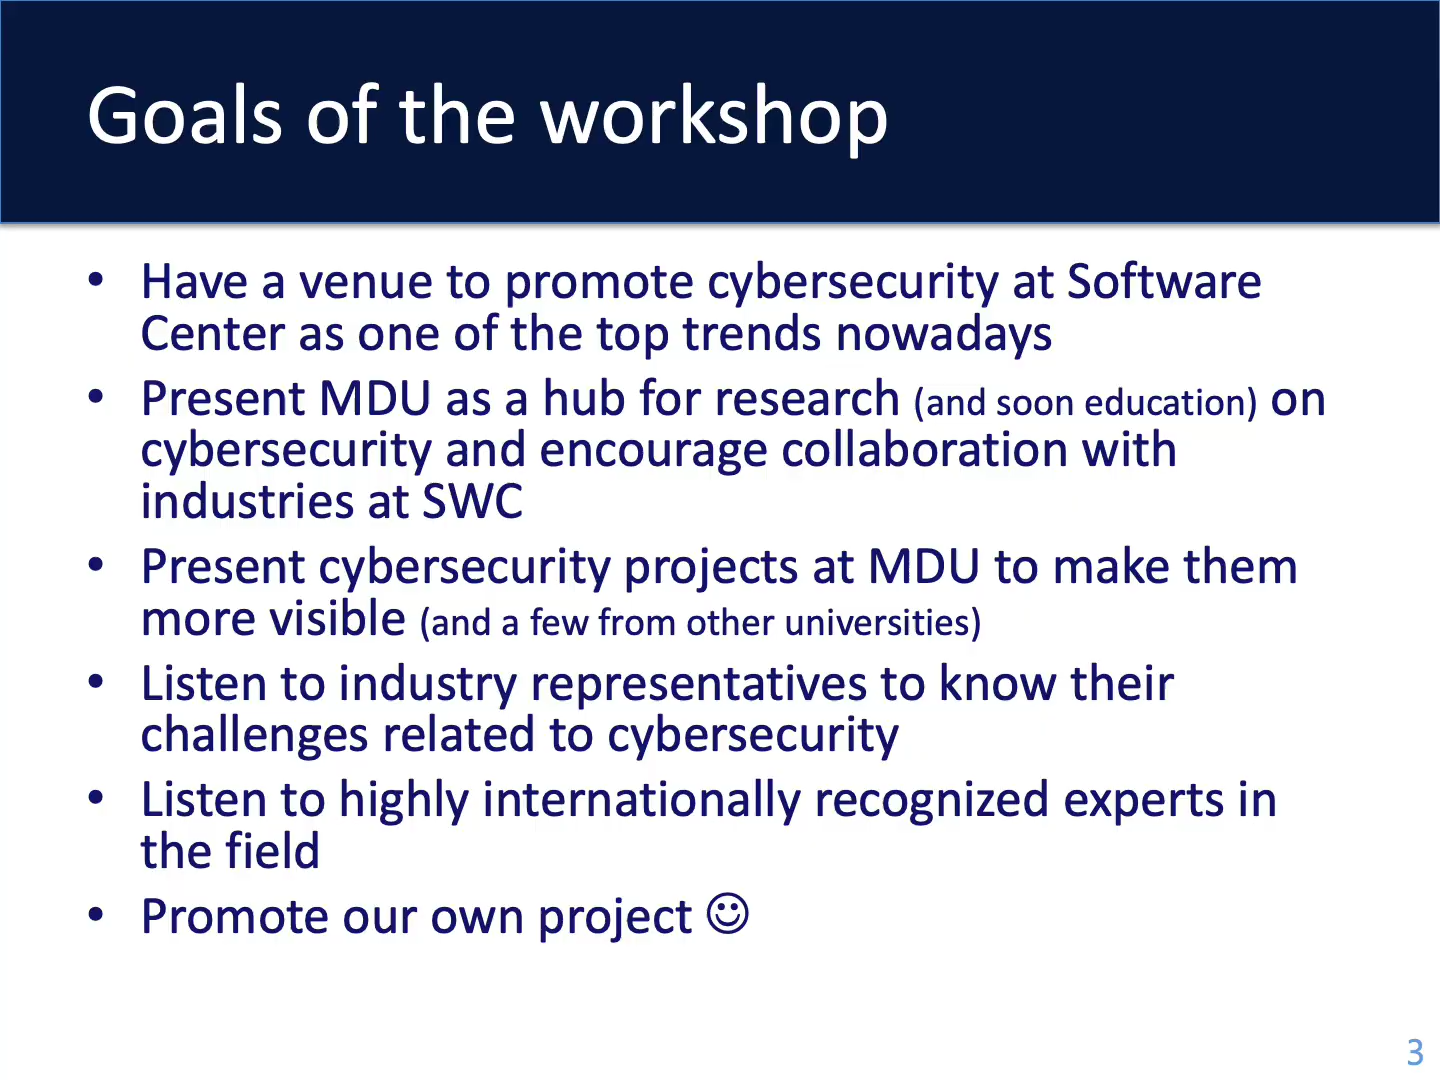 Goals of the workshop
• Have a venue to promote cybersecurity at Software
Center as one of the top trends nowadays
• Present MDU as a hub for research (and soon education) on
cybersecurity and encourage collaboration with
industries at SWC
• Present cybersecurity projects at MDU to make them
more visible (and a few from other universities)
• Listen to industry representatives to know their
challenges related to cybersecurity
• Listen to highly internationally recognized experts in
the field
• Promote our own project ☺
3